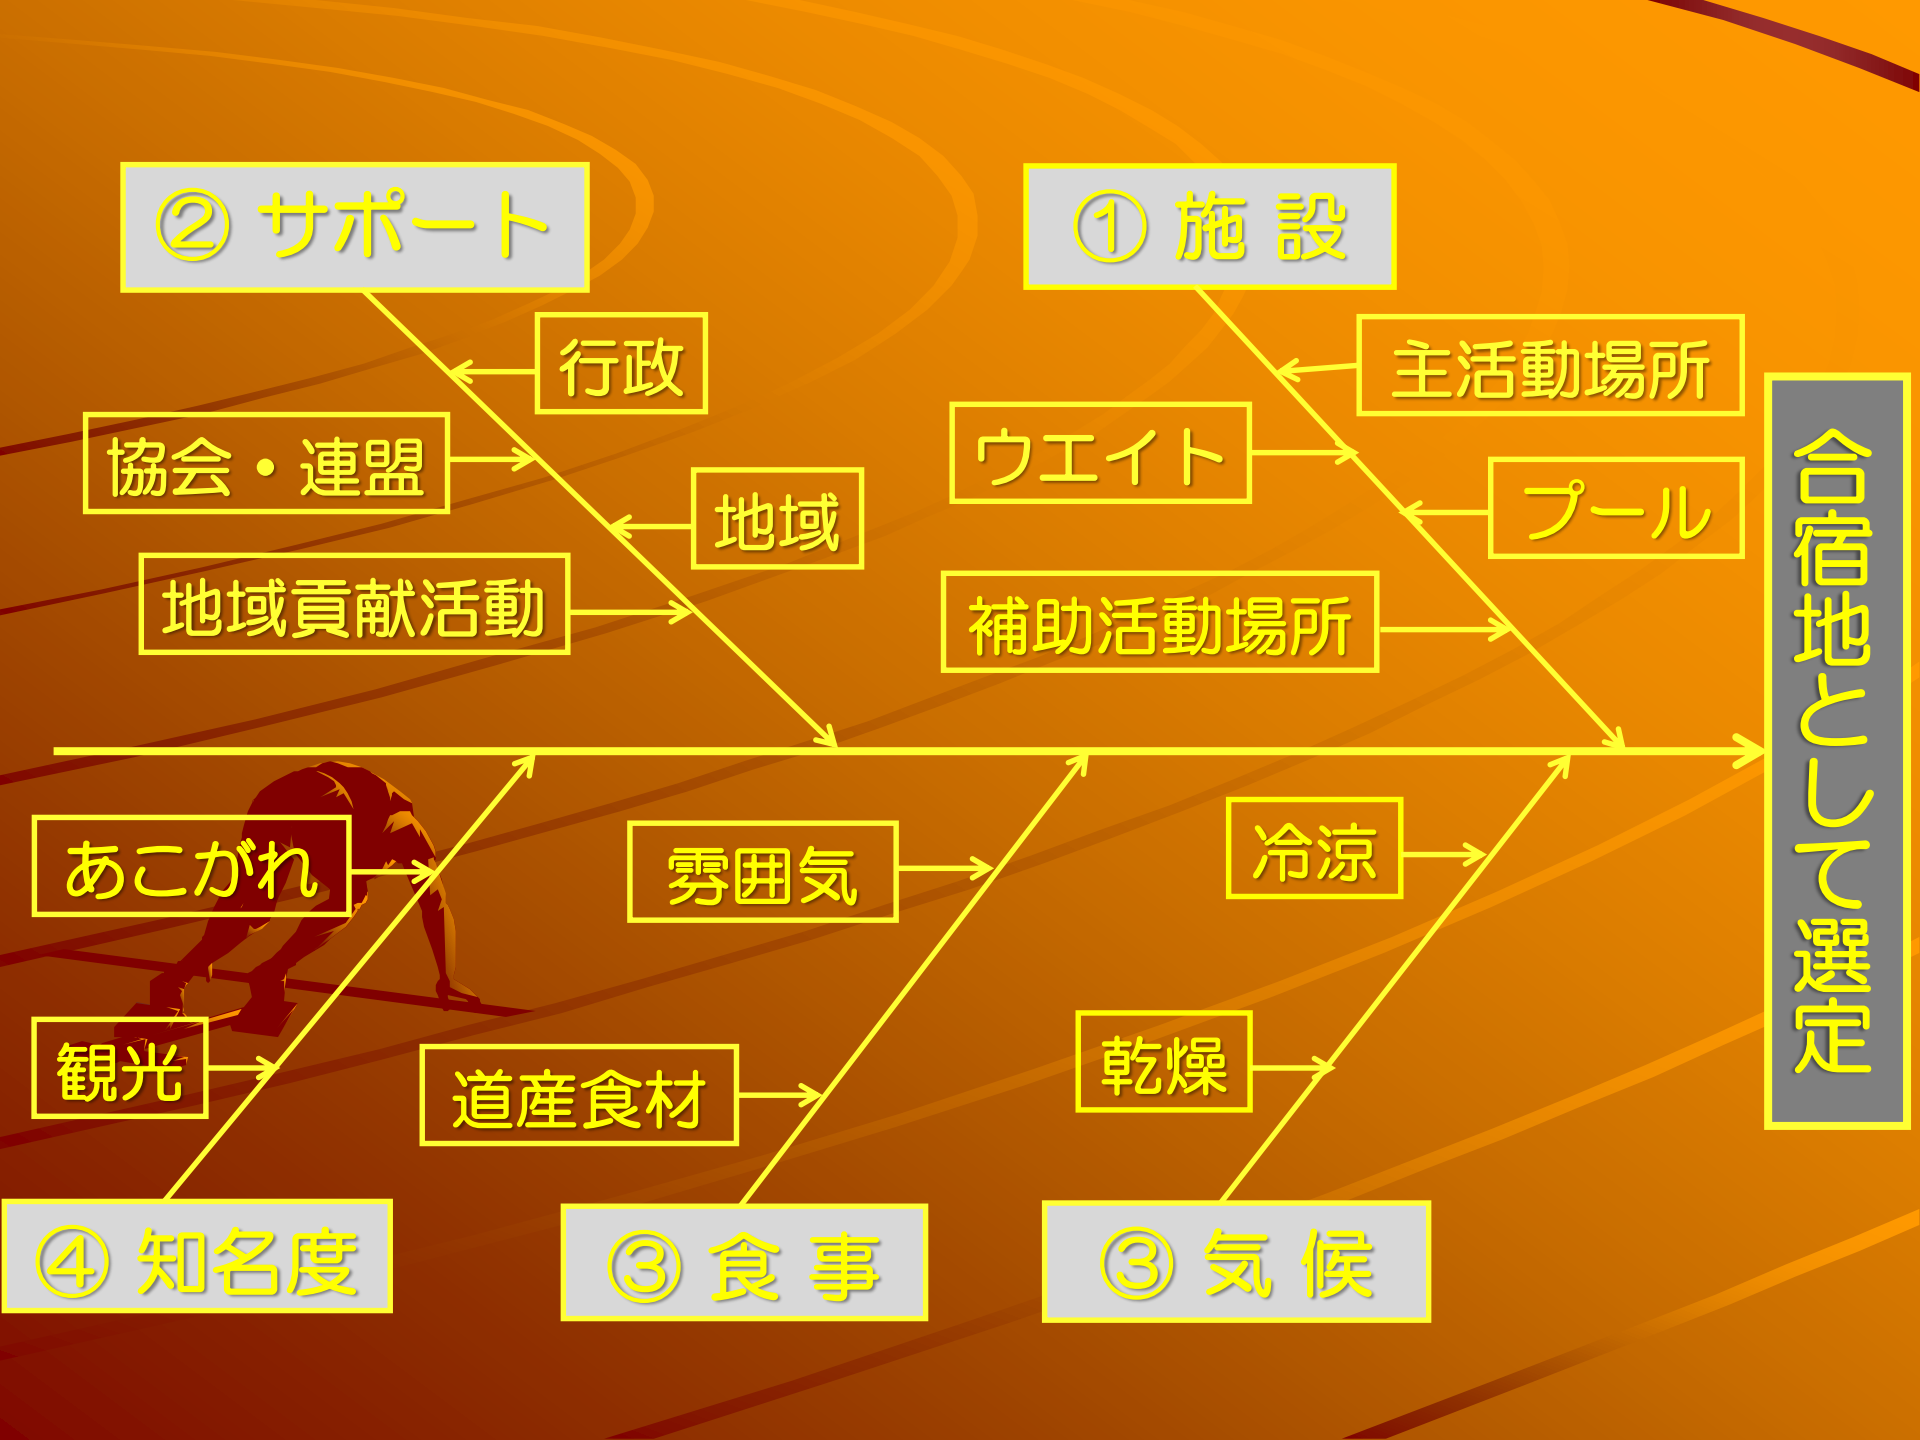 ② サポート
① 施 設
行政
主活動場所
協会・連盟
ウエイト
地域
プール
地域貢献活動
補助活動場所
合宿地として選定
あこがれ
雰囲気
冷涼
観光
道産食材
乾燥
④ 知名度
③ 食 事
③ 気 候